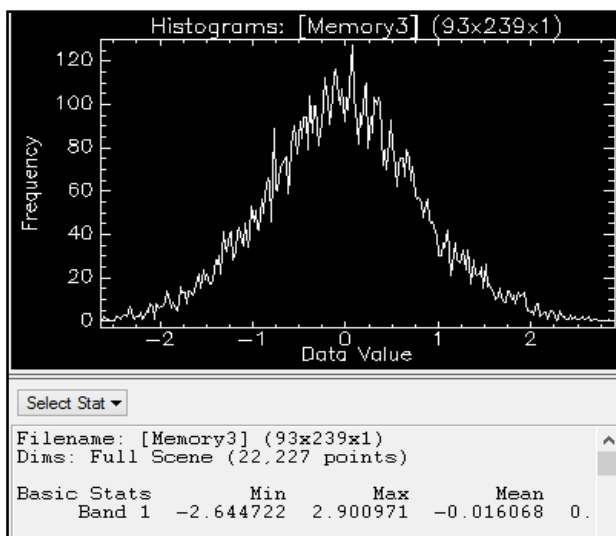 Histograms: [Memory3] (93x239x1)
120
100
80
60
40
20
0
Frequency
−2 −1 0 1 2
Data Value
Select Stat
Filename: [Memory3] (93x239x1)
Dims: Full Scene (22,227 points)
Basic Stats Min Max Mean
Band 1 −2.644722 2.900971 −0.016068 0.